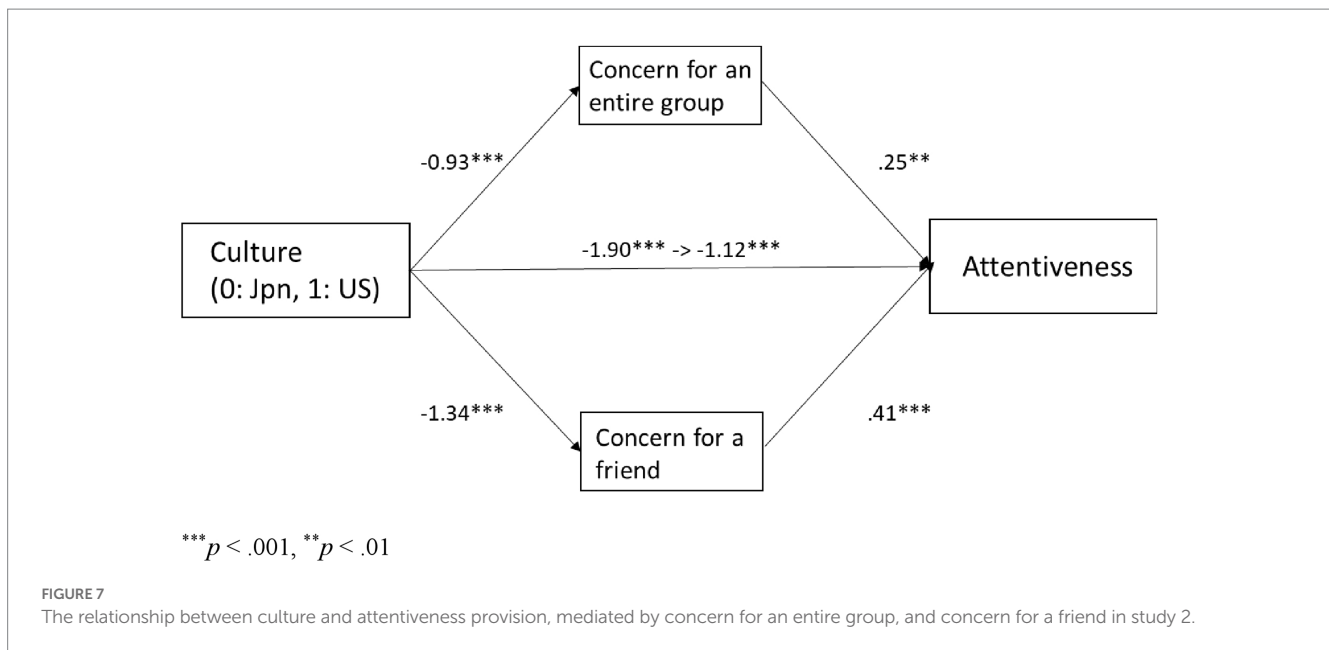 Concern for an
entire group
-0.93***
.25**
Culture
(0: Jpn, 1: US)
-1.90*** -> -1.12***
Attentiveness
-1.34***
.41***
Concern for a
friend
***p < .001, **p < .01
FIGURE 7
The relationship between culture and attentiveness provision, mediated by concern for an entire group, and concern for a friend in study 2.